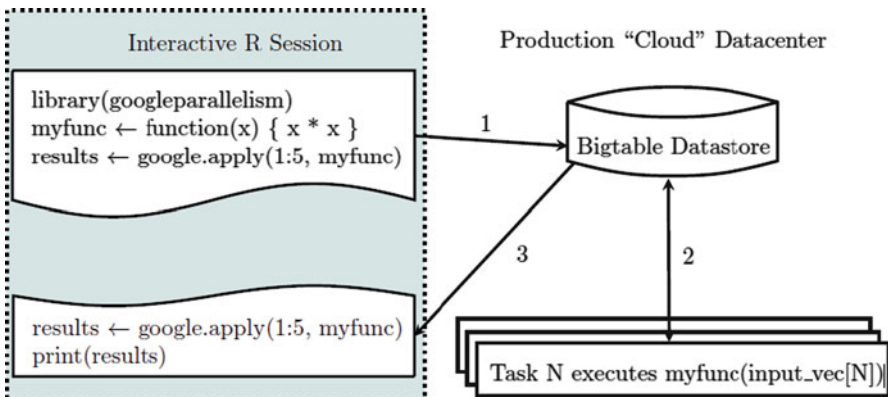 Interactive R Session
library(googleparallelism)
myfunc ← function(x) { x * x }
results ← google.apply(1:5, myfunc)
results ← google.apply(1:5, myfunc)
print(results)
Production “Cloud” Datacenter
1
Bigtable Datastore
3
2
Task N executes myfunc(input_vec[N])